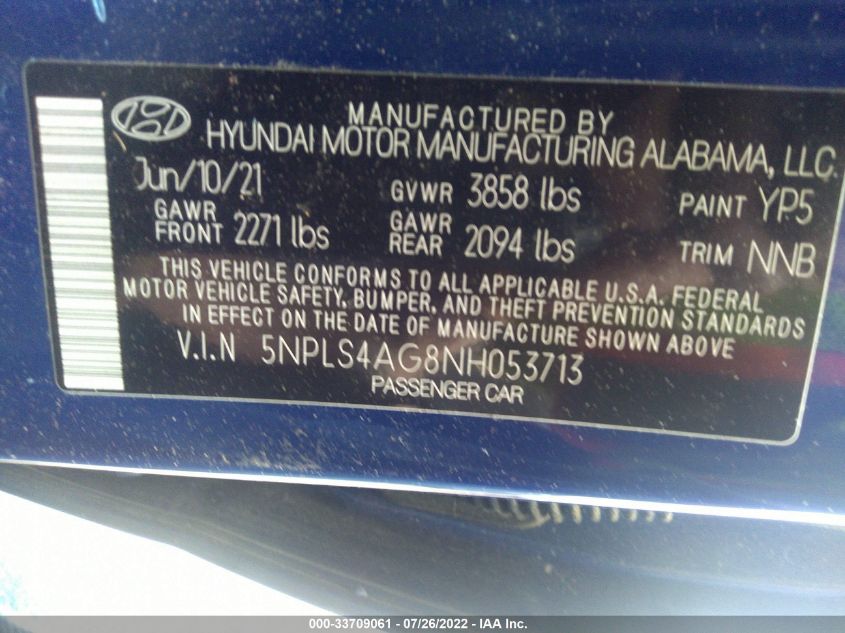 MANUFACTURED BY
HYUNDAI MOTOR MANUFACTURING ALABAMA, LLC.
Jun/10/21 GVWR 3858 lbs PAINT YP5
GAWR FRONT 2271 lbs GAWR REAR 2094 lbs TRIM NNB
THIS VEHICLE CONFORMS TO ALL APPLICABLE U.S.A. FEDERAL
MOTOR VEHICLE SAFETY, BUMPER, AND THEFT PREVENTION STANDARDS
IN EFFECT ON THE DATE OF MANUFACTURE SHOWN ABOVE
V.I.N 5NPLS4AG8NH053713
PASSENGER CAR
000-33709061 - 07/26/2022 - IAA Inc.